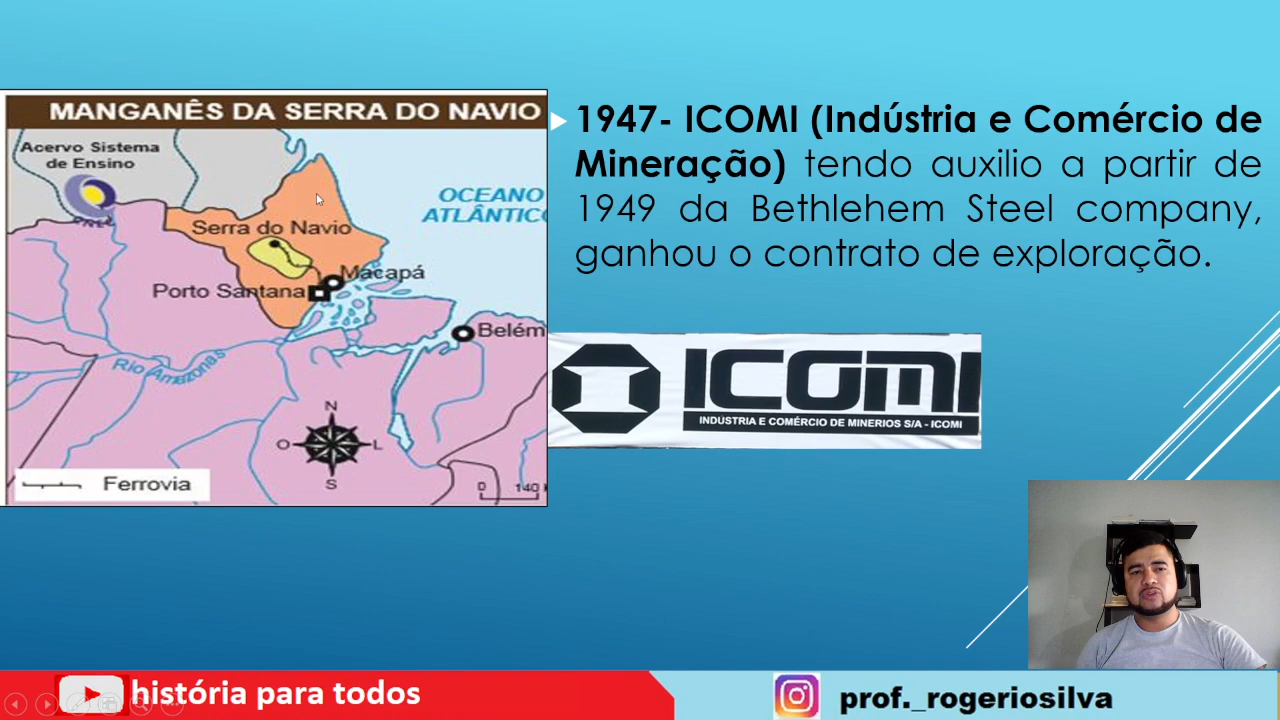 MANGANÊS DA SERRA DO NAVIO
Acervo Sistema
de Ensino
OCEANO
ATLÂNTICO
Serra do Navio
Macapá
Porto Santana
Belém
Rio Amazonas
N
O
L
S
Ferrovia
0 140
1947- ICOMI (Indústria e Comércio de
Mineração) tendo auxilio a partir de
1949 da Bethlehem Steel company,
ganhou o contrato de exploração.
ICOMI
INDUSTRIA E COMÉRCIO DE MINERIOS S/A - ICOMI
história para todos
prof._rogeriosilva